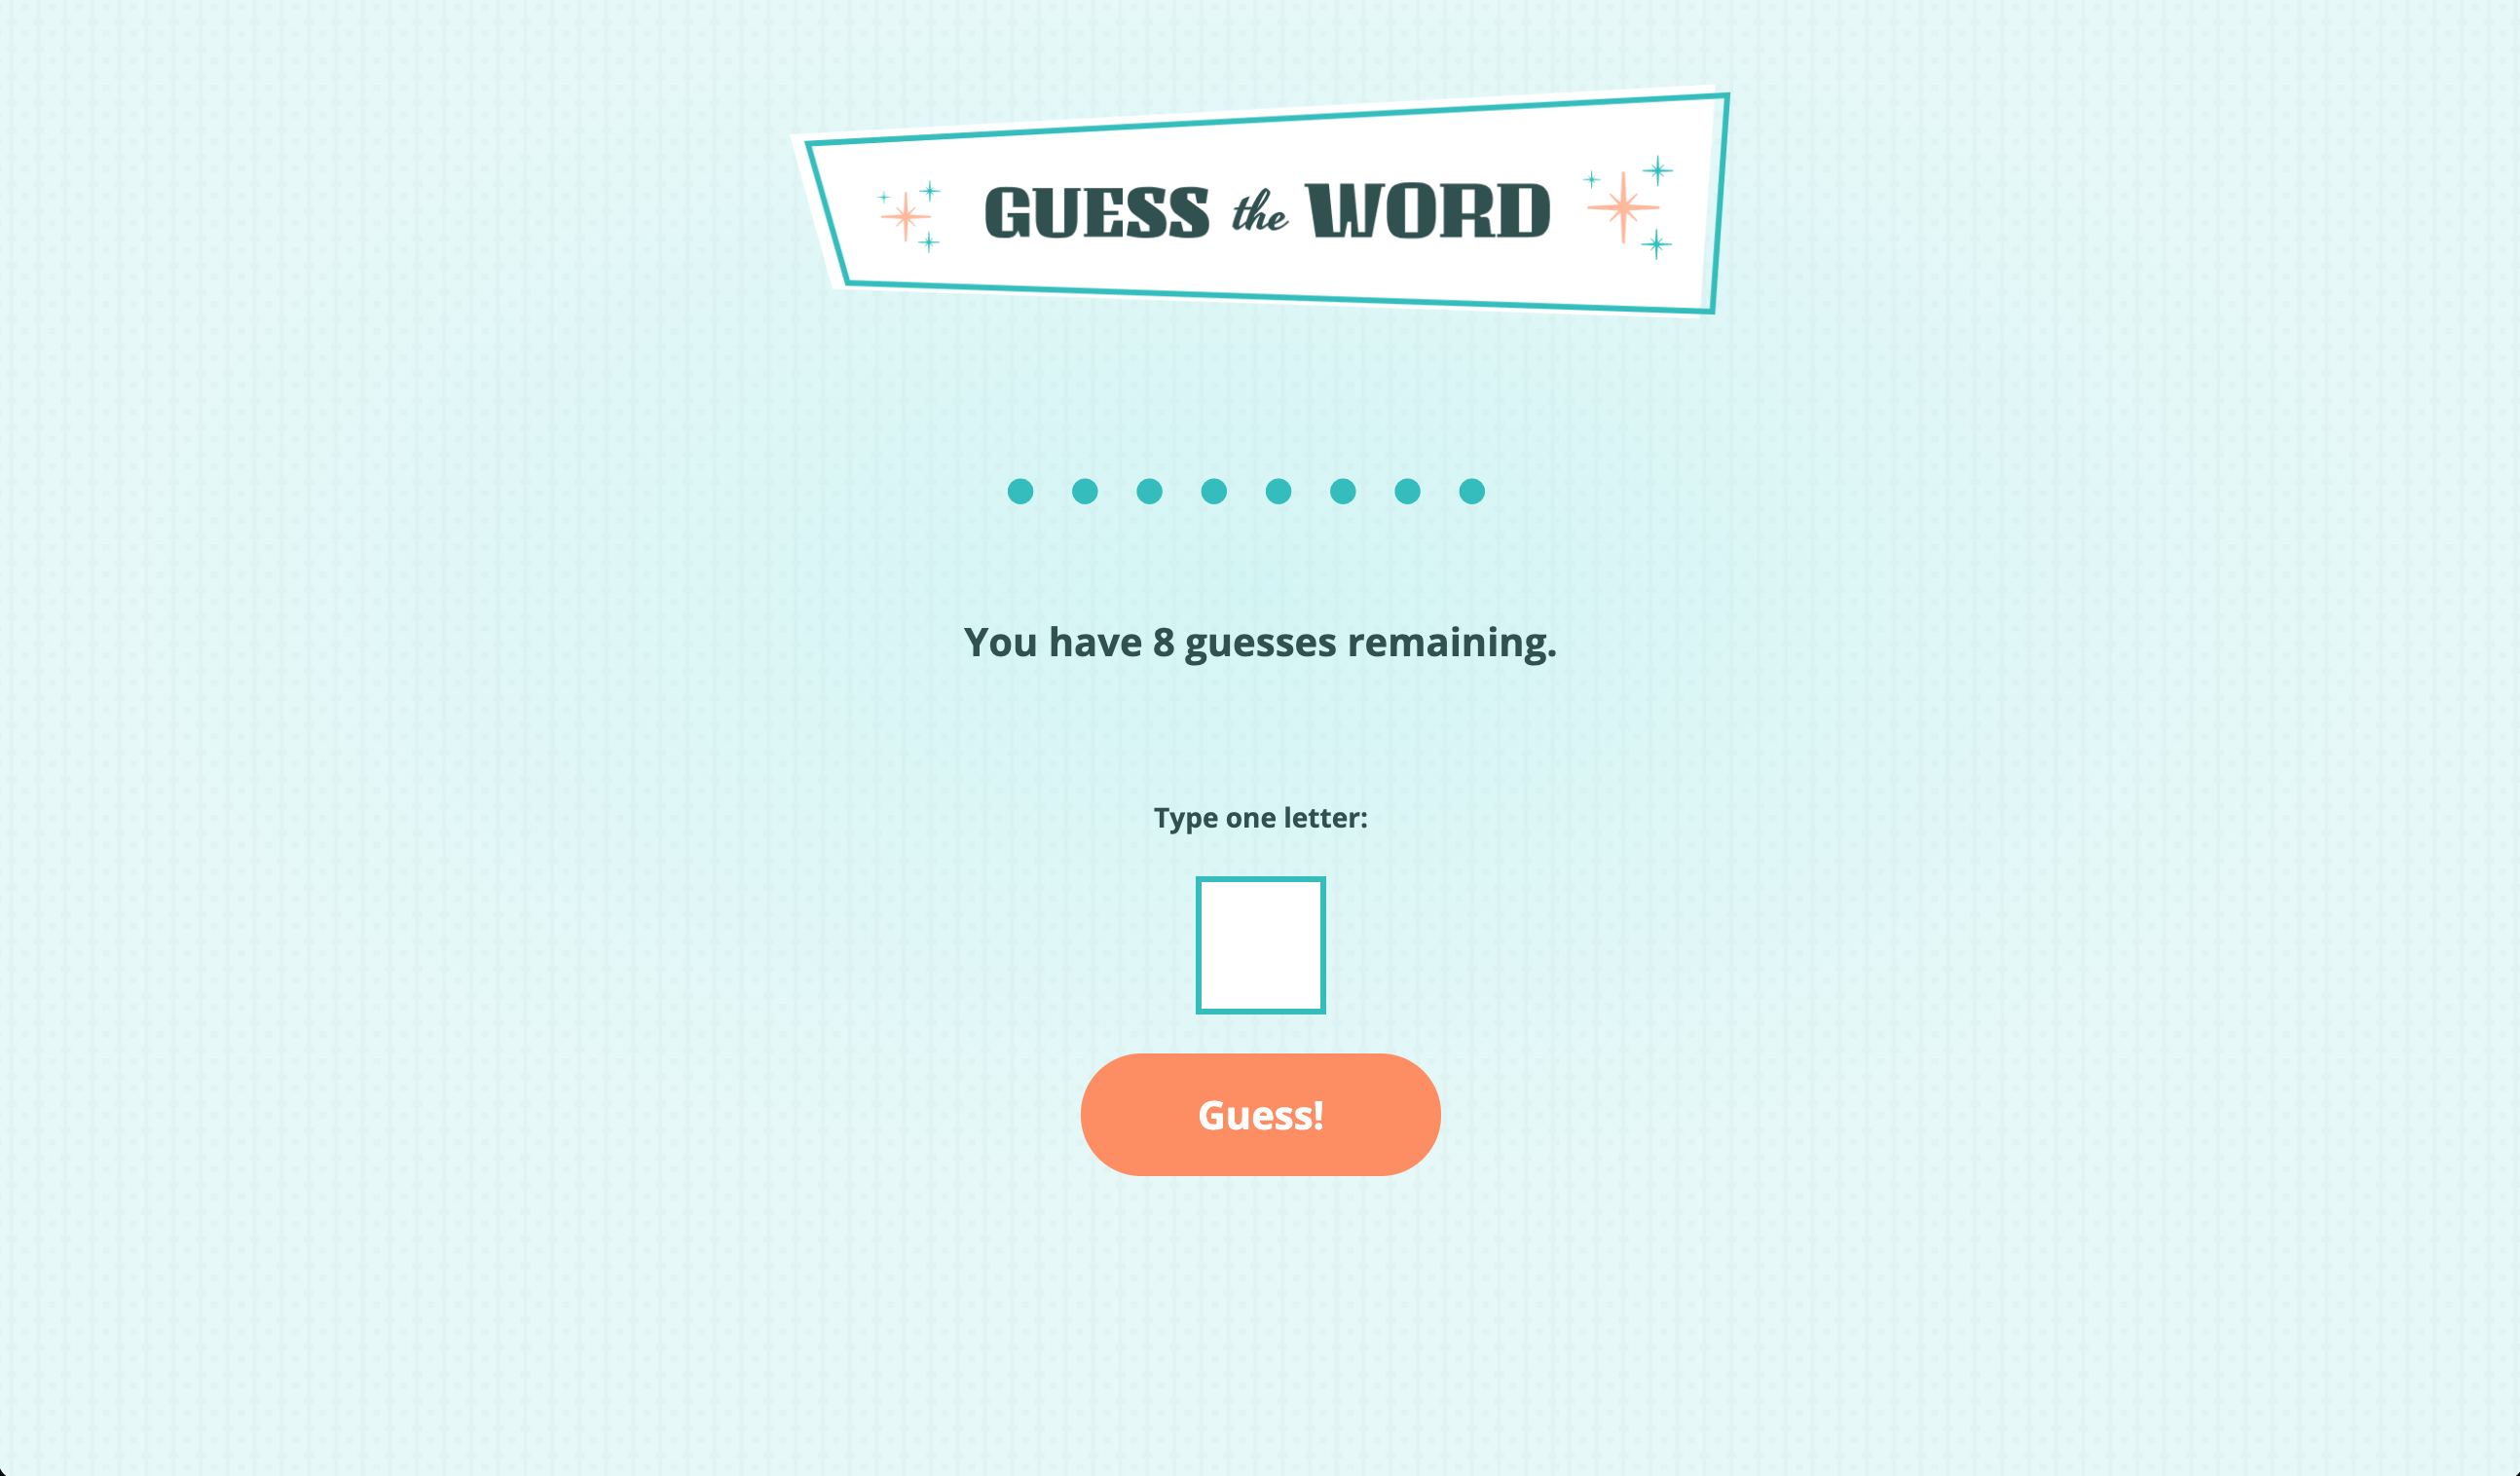 GUESS the WORD
● ● ● ● ● ● ● ●
You have 8 guesses remaining.
Type one letter:
Guess!